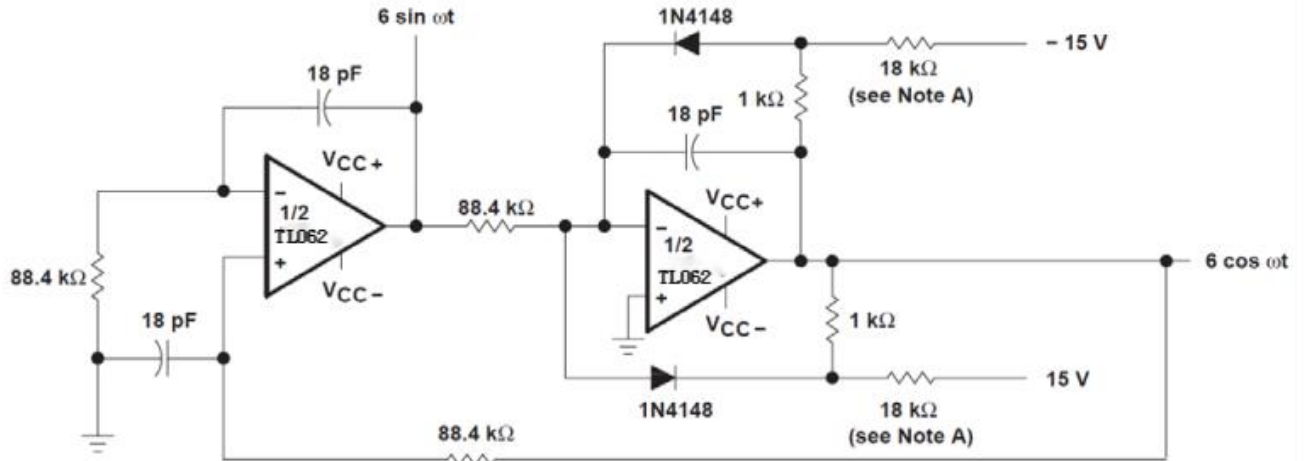 6 sin ωt
1N4148
– 15 V
18 kΩ
(see Note A)
1 kΩ
18 pF
18 pF
VCC+
–
1/2
TL062
+
VCC–
88.4 kΩ
88.4 kΩ
18 pF
VCC+
–
1/2
TL062
+
VCC–
6 cos ωt
1 kΩ
1N4148
15 V
18 kΩ
(see Note A)
88.4 kΩ